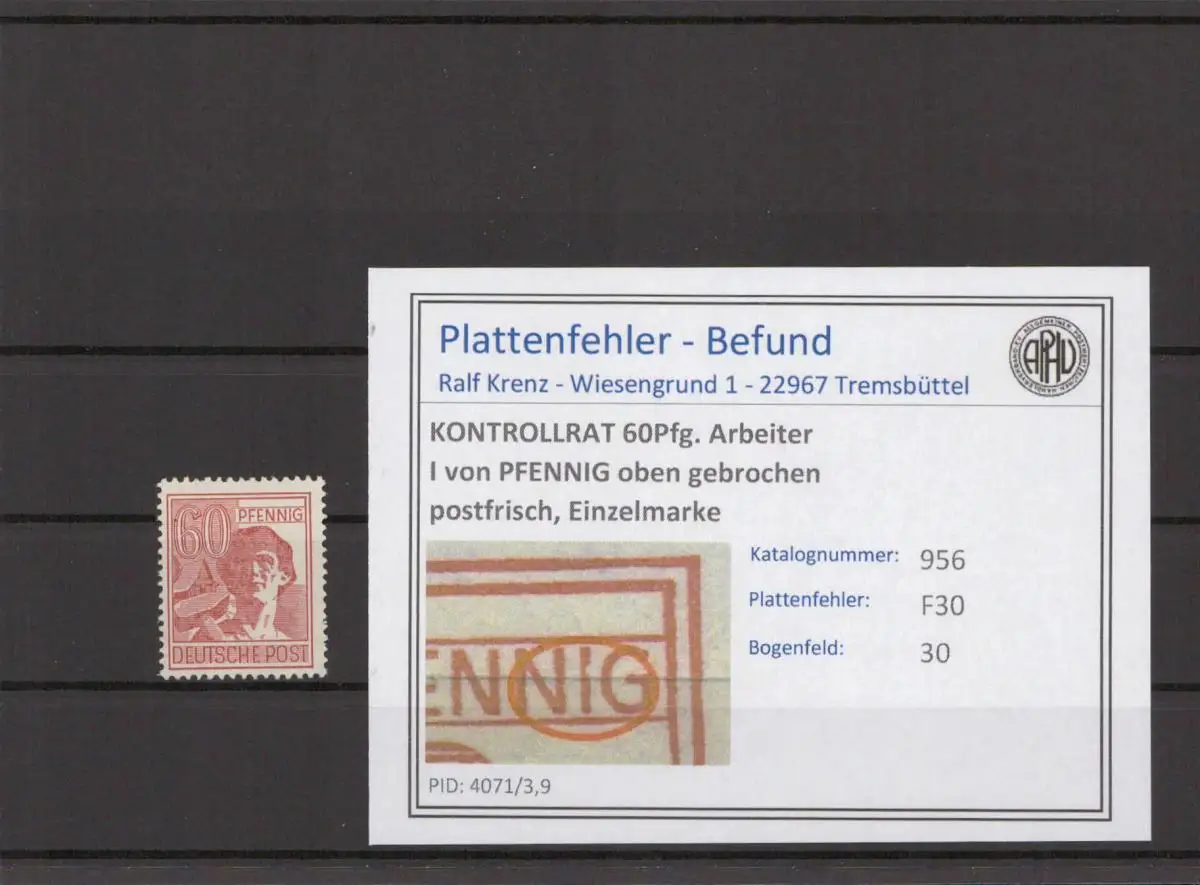 60 PFENNIG
DEUTSCHE POST
Plattenfehler - Befund
Ralf Krenz - Wiesengrund 1 - 22967 Tremsbüttel
APHV
KONTROLLRAT 60Pfg. Arbeiter
I von PFENNIG oben gebrochen
postfrisch, Einzelmarke
ENNIG
Katalognummer: 956
Plattenfehler: F30
Bogenfeld: 30
PID: 4071/3,9